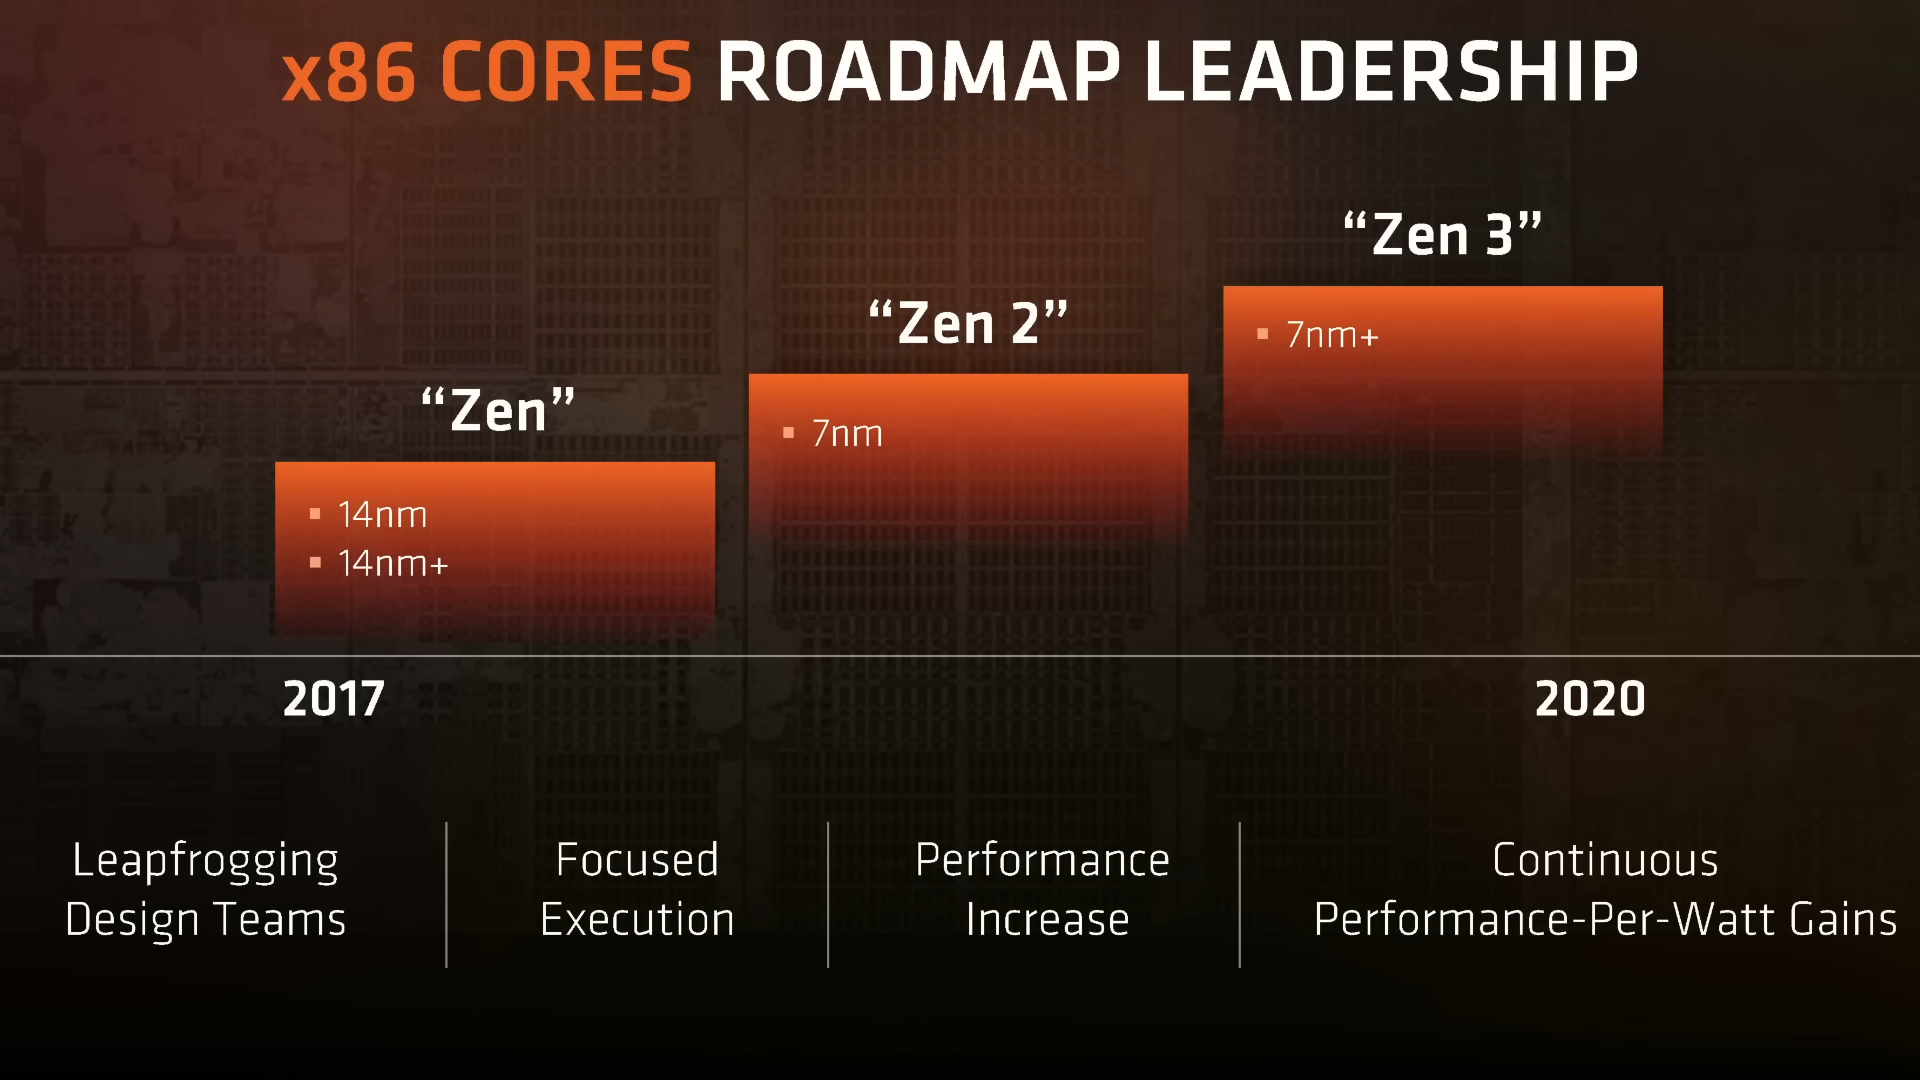 x86 CORES ROADMAP LEADERSHIP
“Zen”
▪ 14nm
▪ 14nm+
“Zen 2”
▪ 7nm
“Zen 3”
▪ 7nm+
2017
2020
Leapfrogging
Design Teams
Focused
Execution
Performance
Increase
Continuous
Performance-Per-Watt Gains